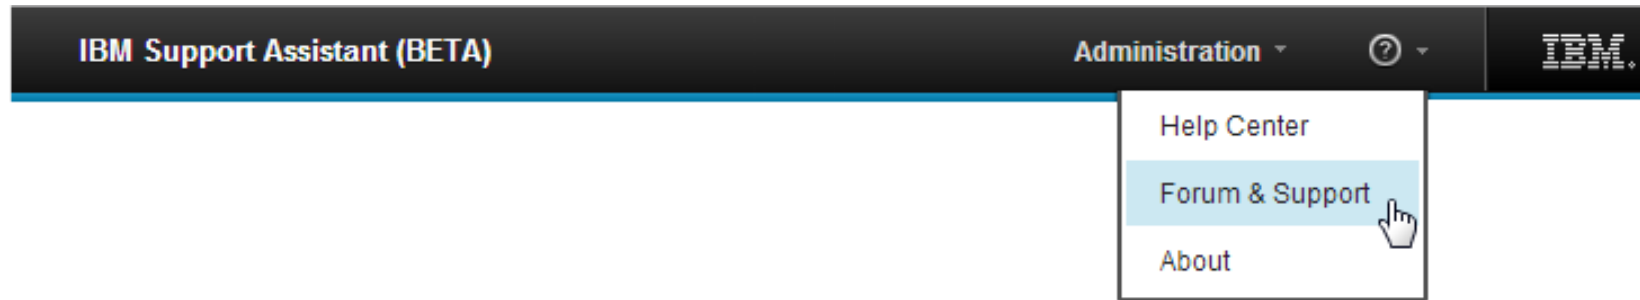 IBM Support Assistant (BETA) Administration ? IBM.
Help Center
Forum & Support
About